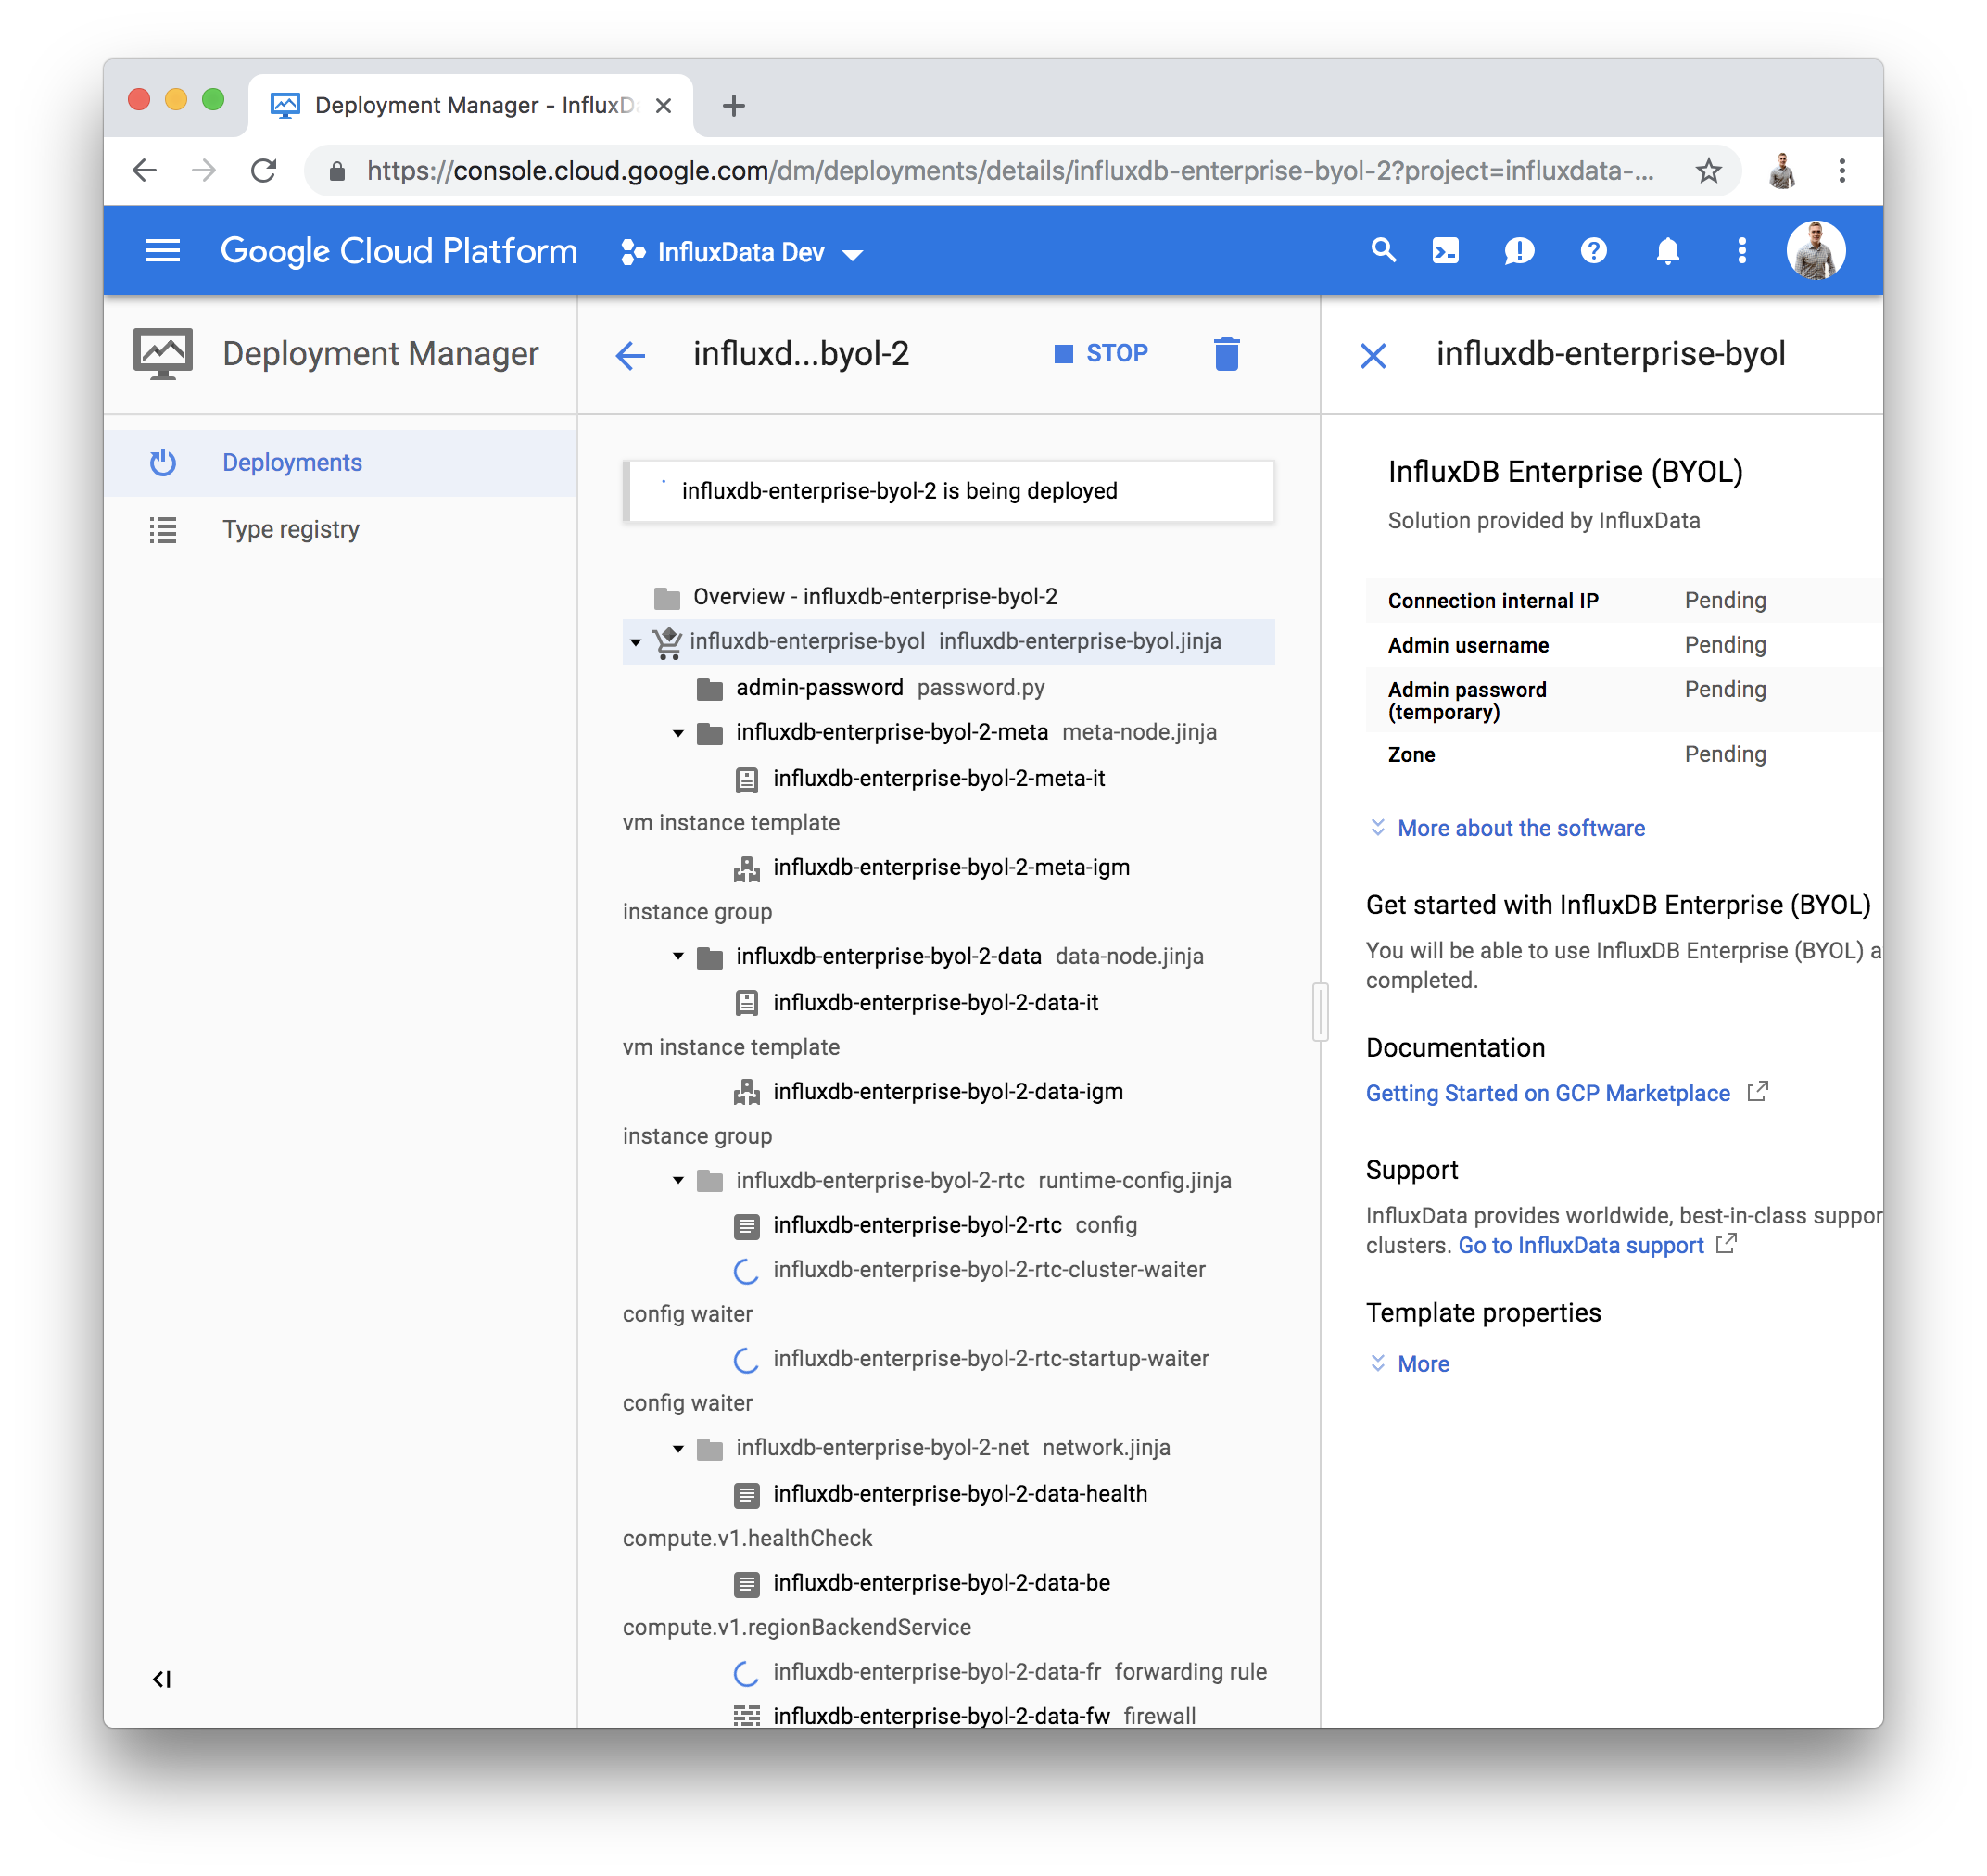 Deployment Manager - InfluxD
https://console.cloud.google.com/dm/deployments/details/influxdb-enterprise-byol-2?project=influxdata-...
Google Cloud Platform
InfluxData Dev
Deployment Manager
influxd...byol-2
STOP
influxdb-enterprise-byol
Deployments
Type registry
influxdb-enterprise-byol-2 is being deployed
Overview - influxdb-enterprise-byol-2
influxdb-enterprise-byol influxdb-enterprise-byol.jinja
admin-password password.py
influxdb-enterprise-byol-2-meta meta-node.jinja
influxdb-enterprise-byol-2-meta-it
vm instance template
influxdb-enterprise-byol-2-meta-igm
instance group
influxdb-enterprise-byol-2-data data-node.jinja
influxdb-enterprise-byol-2-data-it
vm instance template
influxdb-enterprise-byol-2-data-igm
instance group
influxdb-enterprise-byol-2-rtc runtime-config.jinja
influxdb-enterprise-byol-2-rtc config
influxdb-enterprise-byol-2-rtc-cluster-waiter
config waiter
influxdb-enterprise-byol-2-rtc-startup-waiter
config waiter
influxdb-enterprise-byol-2-net network.jinja
influxdb-enterprise-byol-2-data-health
compute.v1.healthCheck
influxdb-enterprise-byol-2-data-be
compute.v1.regionBackendService
influxdb-enterprise-byol-2-data-fr forwarding rule
influxdb-enterprise-byol-2-data-fw firewall
InfluxDB Enterprise (BYOL)
Solution provided by InfluxData
Connection internal IP Pending
Admin username Pending
Admin password Pending
(temporary)
Zone Pending
More about the software
Get started with InfluxDB Enterprise (BYOL)
You will be able to use InfluxDB Enterprise (BYOL) a
completed.
Documentation
Getting Started on GCP Marketplace
Support
InfluxData provides worldwide, best-in-class suppor
clusters. Go to InfluxData support
Template properties
More